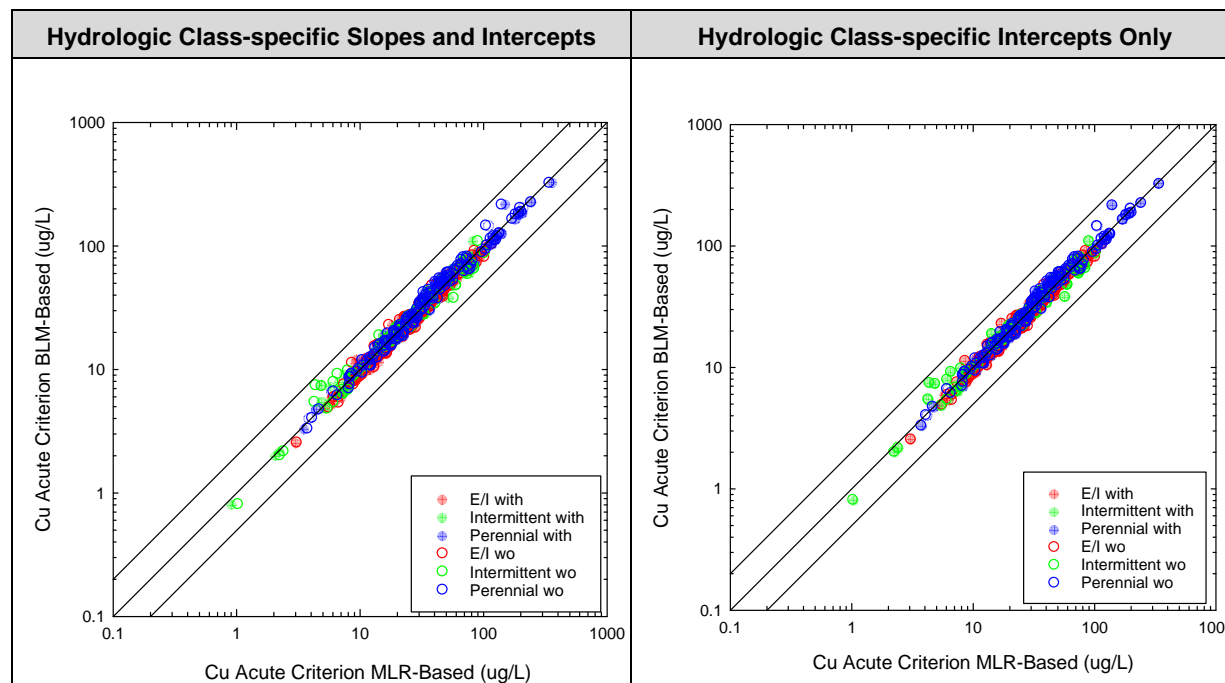 Hydrologic Class-specific Slopes and Intercepts
Hydrologic Class-specific Intercepts Only
Cu Acute Criterion BLM-Based (ug/L)
1000
100
10
1
0.1
E/I with
Intermittent with
Perennial with
E/I wo
Intermittent wo
Perennial wo
0.1 1 10 100 1000
Cu Acute Criterion MLR-Based (ug/L)
Cu Acute Criterion BLM-Based (ug/L)
1000
100
10
1
0.1
E/I with
Intermittent with
Perennial with
E/I wo
Intermittent wo
Perennial wo
0.1 1 10 100 100
Cu Acute Criterion MLR-Based (ug/L)